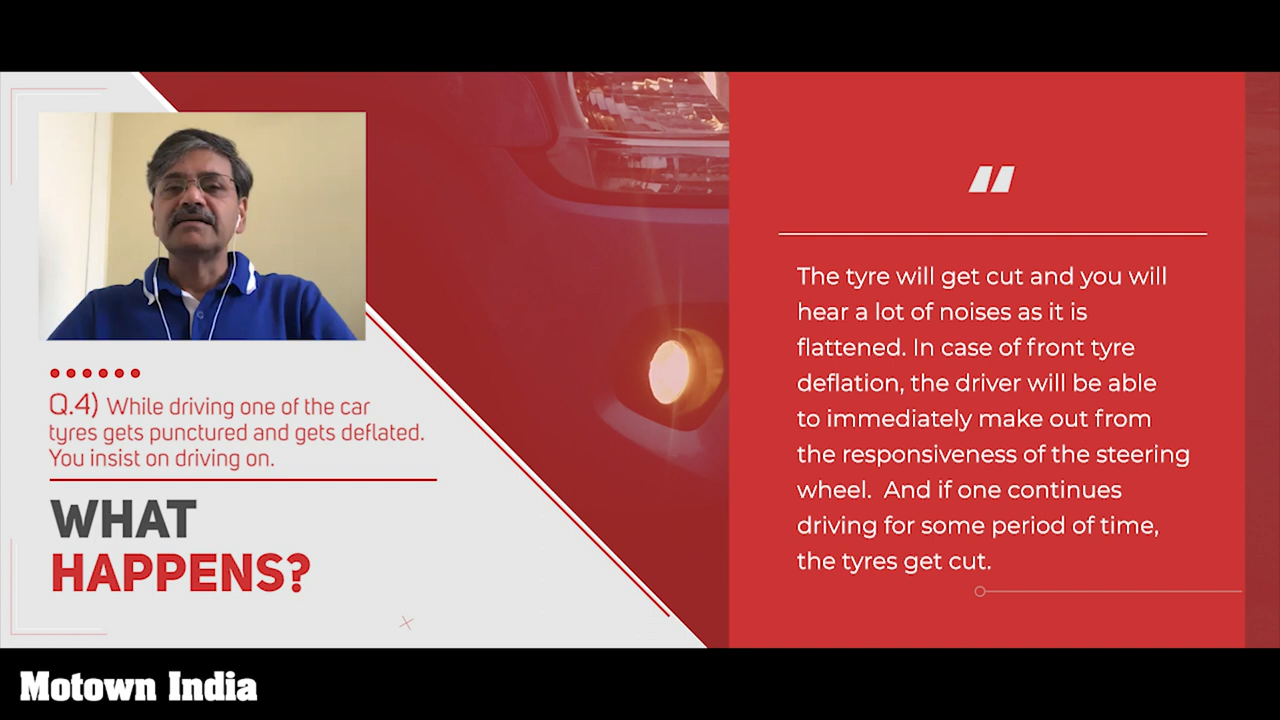 Q.4) While driving one of the car
tyres gets punctured and gets deflated.
You insist on driving on.
WHAT
HAPPENS?
The tyre will get cut and you will
hear a lot of noises as it is
flattened. In case of front tyre
deflation, the driver will be able
to immediately make out from
the responsiveness of the steering
wheel. And if one continues
driving for some period of time,
the tyres get cut.
Motown India